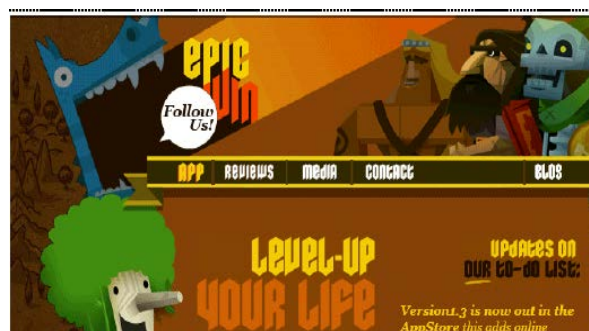 EPIC
WIN
Follow
Us!
APP
REVIEWS
MEDIA
CONTACT
BLOG
LEVEL-UP
YOUR LIFE
UPDATES ON
OUR TO-DO LIST:
Version1.3 is now out in the
AppStore this adds online